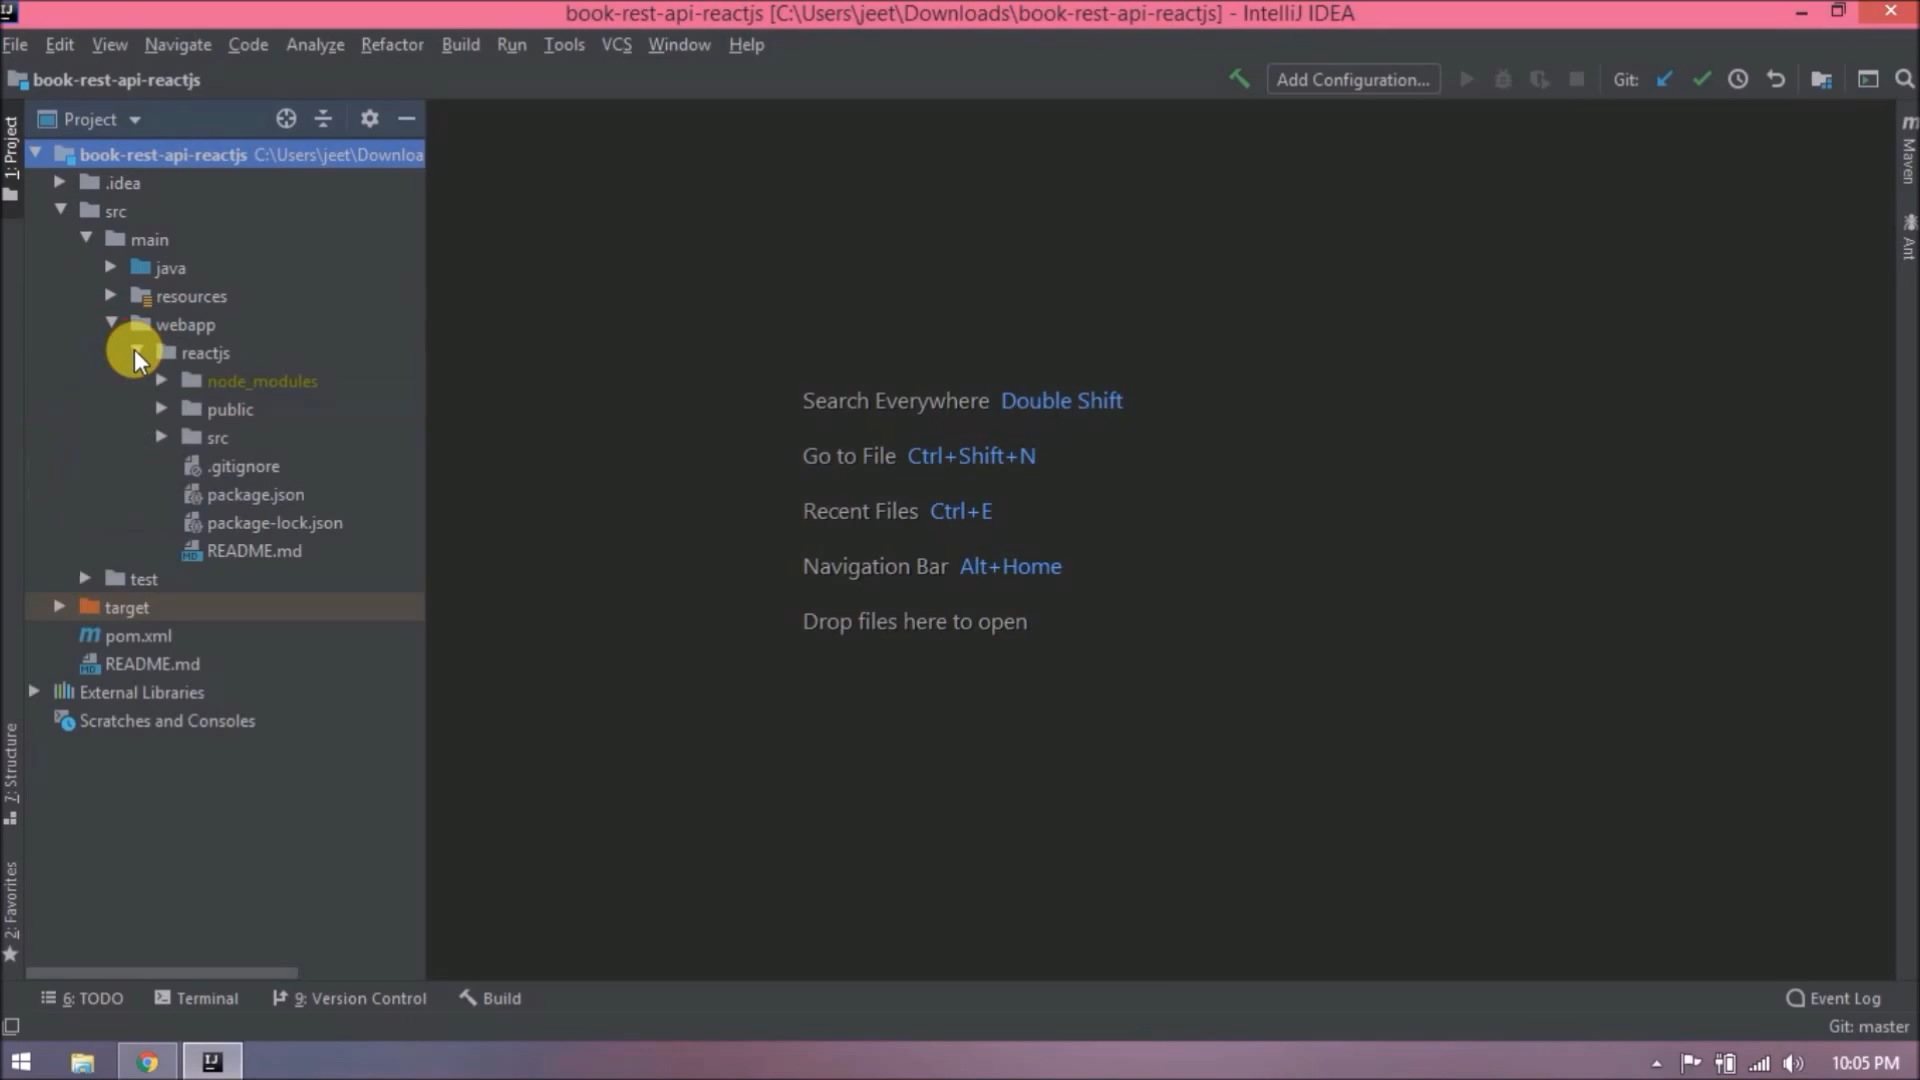 book-rest-api-reactjs [C:\Users\jeet\Downloads\book-rest-api-reactjs] - IntelliJ IDEA
File Edit View Navigate Code Analyze Refactor Build Run Tools VCS Window Help
book-rest-api-reactjs
Add Configuration...
Git:
Project
1: Project
book-rest-api-reactjs C:\Users\jeet\Downloa
.idea
src
main
java
resources
webapp
reactjs
node_modules
public
src
.gitignore
package.json
package-lock.json
README.md
test
target
pom.xml
README.md
External Libraries
Scratches and Consoles
Search Everywhere Double Shift
Go to File Ctrl+Shift+N
Recent Files Ctrl+E
Navigation Bar Alt+Home
Drop files here to open
Maven
Ant
7: Structure
2: Favorites
6: TODO Terminal 9: Version Control Build
Event Log
Git: master
10:05 PM